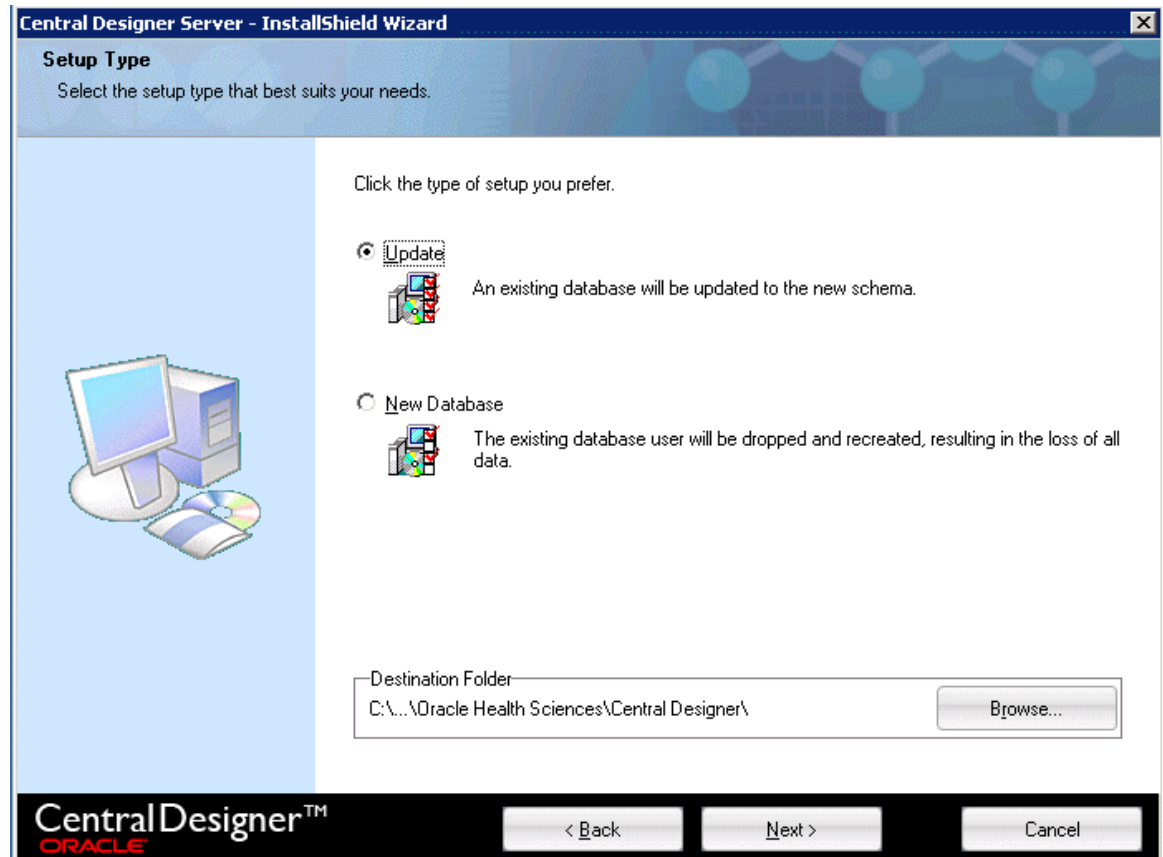 Central Designer Server - InstallShield Wizard
Setup Type
Select the setup type that best suits your needs.
Click the type of setup you prefer.
Update
An existing database will be updated to the new schema.
New Database
The existing database user will be dropped and recreated, resulting in the loss of all
data.
Destination Folder
C:\...\Oracle Health Sciences\Central Designer\
Browse...
CentralDesigner™
ORACLE
< Back
Next >
Cancel